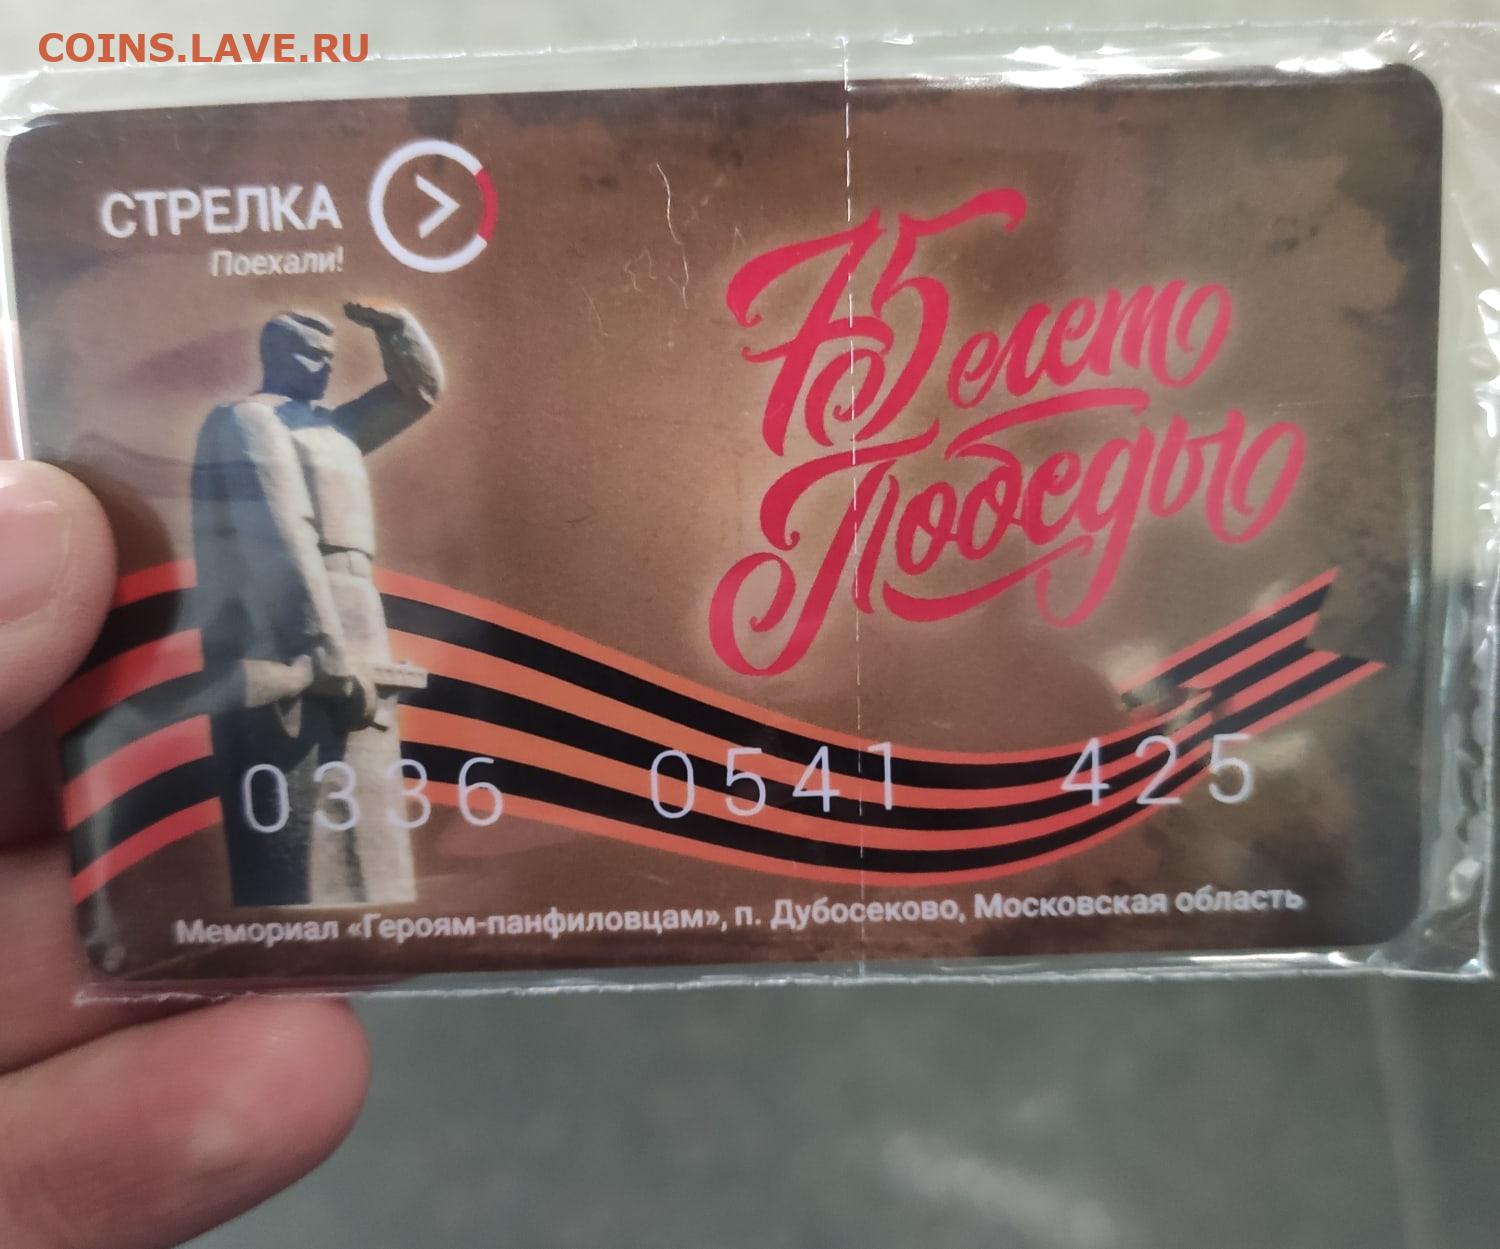 COINS.LAVE.RU
СТРЕЛКА
Поехали!
75 лет
Победы
0336 0541 425
Мемориал «Героям-панфиловцам», п. Дубосеково, Московская область